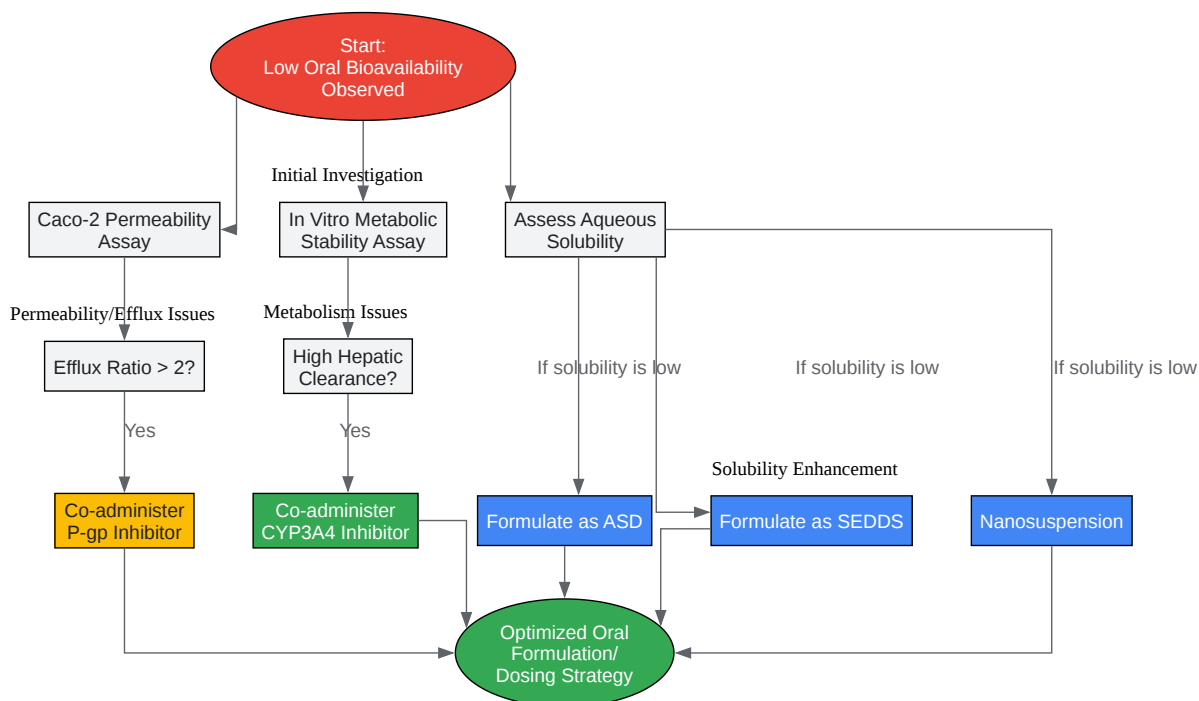 Start:
Low Oral Bioavailability
Observed
Initial Investigation
Caco-2 Permeability
Assay
In Vitro Metabolic
Stability Assay
Assess Aqueous
Solubility
Permeability/Efflux Issues
Metabolism Issues
Efflux Ratio > 2?
High Hepatic
Clearance?
If solubility is low
If solubility is low
If solubility is low
Yes
Yes
Solubility Enhancement
Co-administer
P-gp Inhibitor
Co-administer
CYP3A4 Inhibitor
Formulate as ASD
Formulate as SEDDS
Nanosuspension
Optimized Oral
Formulation/
Dosing Strategy